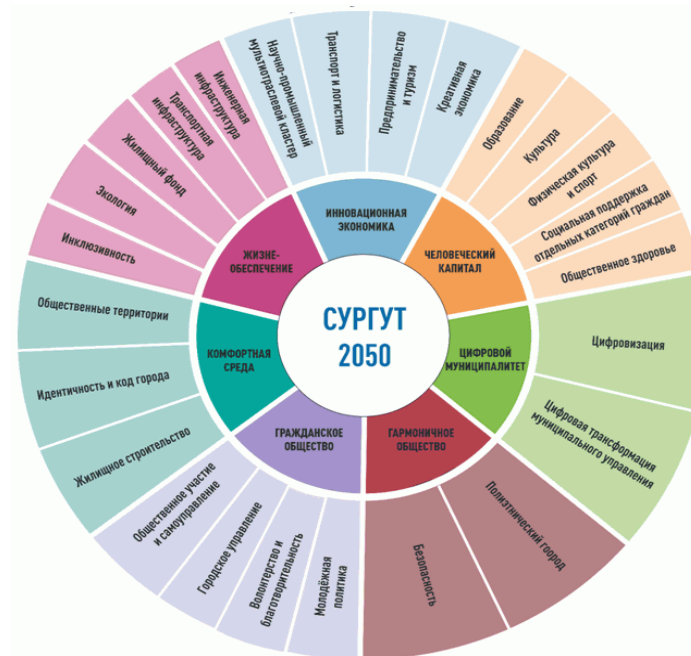 СУРГУТ
2050
ИННОВАЦИОННАЯ
ЭКОНОМИКА
Научно-промышленный
мультиотраслевой кластер
Транспорт и логистика
Предпринимательство
и туризм
Креативная
экономика
ЧЕЛОВЕЧЕСКИЙ
КАПИТАЛ
Образование
Культура
Физическая культура
и спорт
Социальная поддержка
отдельных категорий граждан
Общественное здоровье
ЦИФРОВОЙ
МУНИЦИПАЛИТЕТ
Цифровизация
Цифровая трансформация
муниципального управления
ГАРМОНИЧНОЕ
ОБЩЕСТВО
Полиэтнический гоород
Безопасность
ГРАЖДАНСКОЕ
ОБЩЕСТВО
Молодёжная
политика
Волонтерство и
благотворительность
Городское управление
Общественное участие
и самоуправление
КОМФОРТНАЯ
СРЕДА
Жилищное строительство
Идентичность и код города
Общественные территории
ЖИЗНЕ-
ОБЕСПЕЧЕНИЕ
Инклюзивность
Экология
Жилищный фонд
Транспортная
инфраструктура
Инженерная
инфраструктура